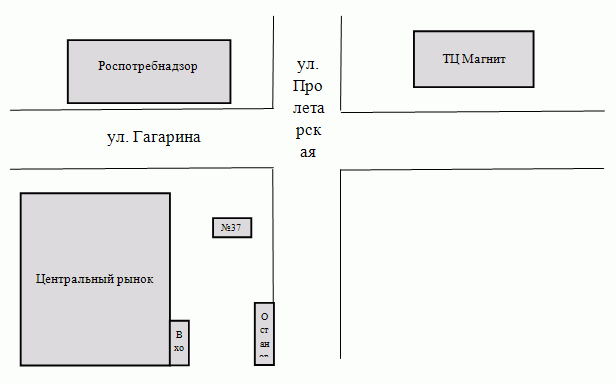 Роспотребнадзор
ТЦ Магнит
ул.
Про
лета
рск
ая
ул. Гагарина
№37
Центральный рынок
В
хо
О
ст
ан